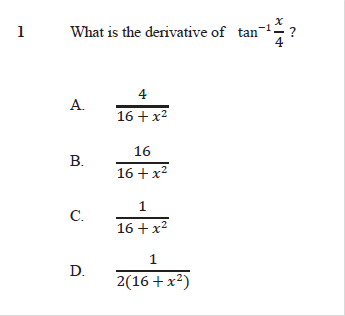 1 What is the derivative of tan⁻¹ x/4 ?
A. 4/(16 + x²)
B. 16/(16 + x²)
C. 1/(16 + x²)
D. 1/(2(16 + x²))